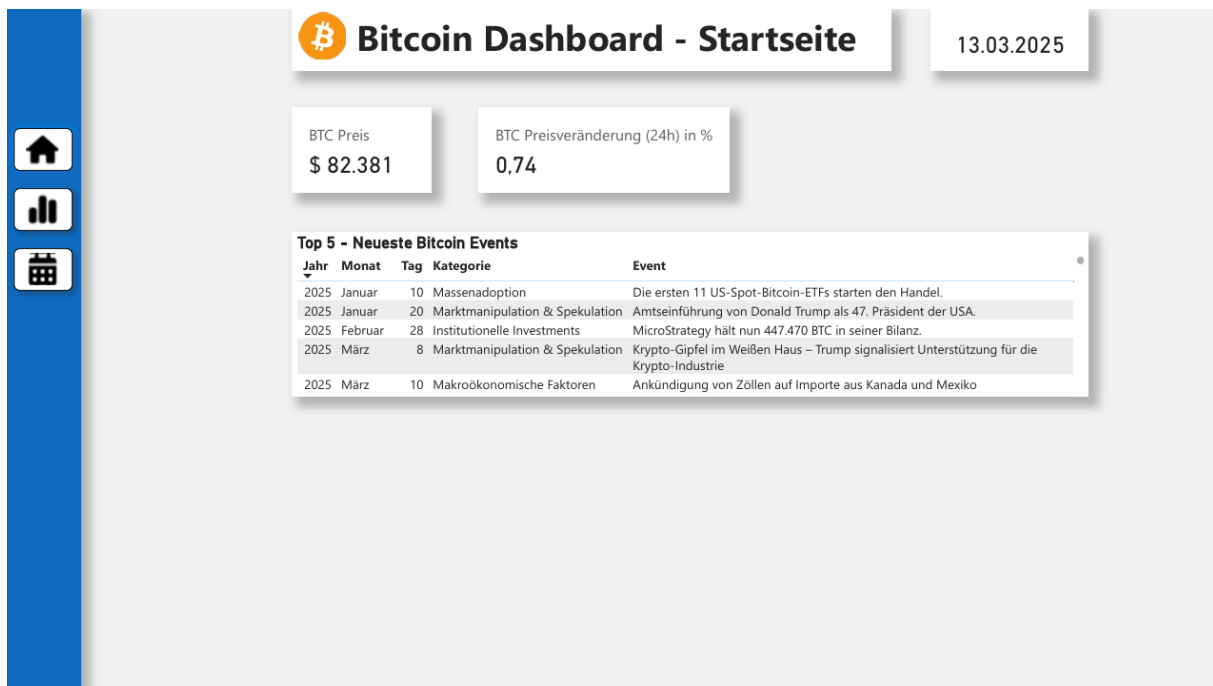 Bitcoin Dashboard - Startseite
13.03.2025
BTC Preis
$ 82.381
BTC Preisveränderung (24h) in %
0,74
Top 5 - Neueste Bitcoin Events
Jahr Monat Tag Kategorie Event
2025 Januar 10 Massenadoption Die ersten 11 US-Spot-Bitcoin-ETFs starten den Handel.
2025 Januar 20 Marktmanipulation & Spekulation Amtseinführung von Donald Trump als 47. Präsident der USA.
2025 Februar 28 Institutionelle Investments MicroStrategy hält nun 447.470 BTC in seiner Bilanz.
2025 März 8 Marktmanipulation & Spekulation Krypto-Gipfel im Weißen Haus – Trump signalisiert Unterstützung für die
Krypto-Industrie
2025 März 10 Makroökonomische Faktoren Ankündigung von Zöllen auf Importe aus Kanada und Mexiko